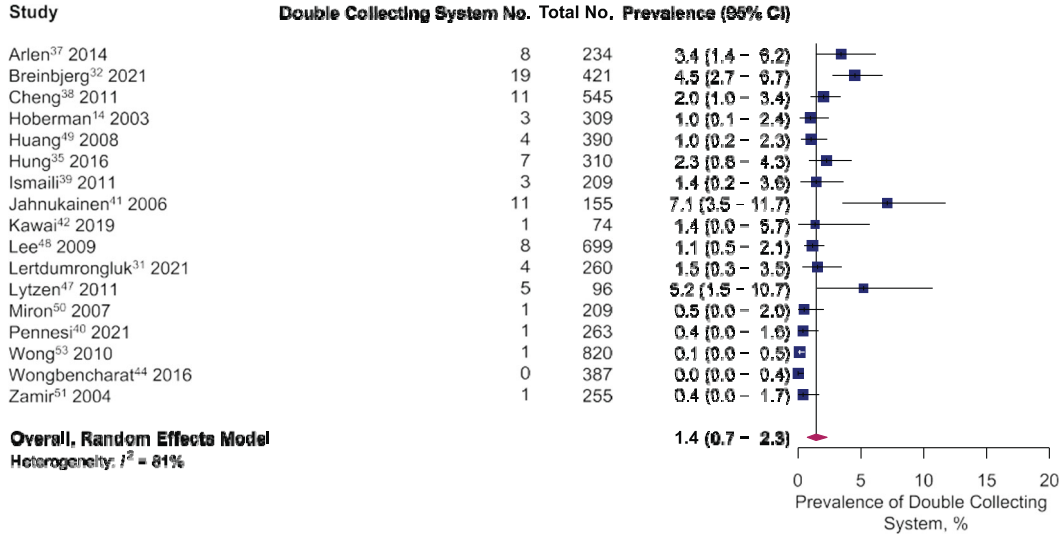 Study Double Collecting System No. Total No. Prevalence (95% CI)
Arlen37 2014 8 234 3.4 (1.4 – 6.2)
Breinbjerg32 2021 19 421 4.5 (2.7 – 6.7)
Cheng38 2011 11 545 2.0 (1.0 – 3.4)
Hoberman14 2003 3 309 1.0 (0.1 – 2.4)
Huang49 2008 4 390 1.0 (0.2 – 2.3)
Hung35 2016 7 310 2.3 (0.8 – 4.3)
Ismaili39 2011 3 209 1.4 (0.2 – 3.6)
Jahnukainen41 2006 11 155 7.1 (3.5 – 11.7)
Kawai42 2019 1 74 1.4 (0.0 – 5.7)
Lee48 2009 8 699 1.1 (0.5 – 2.1)
Lertdumrongluk31 2021 4 260 1.5 (0.3 – 3.5)
Lytzen47 2011 5 96 5.2 (1.5 – 10.7)
Miron50 2007 1 209 0.5 (0.0 – 2.0)
Pennesi40 2021 1 263 0.4 (0.0 – 1.6)
Wong53 2010 1 820 0.1 (0.0 – 0.5)
Wongbencharat44 2016 0 387 0.0 (0.0 – 0.4)
Zamir51 2004 1 255 0.4 (0.0 – 1.7)
Overall, Random Effects Model 1.4 (0.7 – 2.3)
Heterogeneity: I2 = 81%
0 5 10 15 20
Prevalence of Double Collecting
System, %